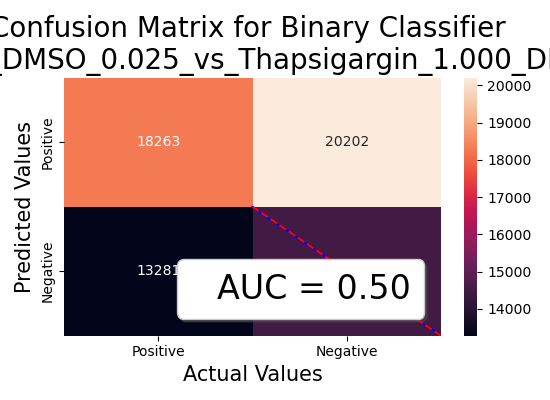 Confusion Matrix for Binary Classifier
_DMSO_0.025_vs_Thapsigargin_1.000_
Predicted Values
Positive
Negative
18263 20202
13281
AUC = 0.50
Positive Negative
Actual Values
20000
19000
18000
17000
16000
15000
14000